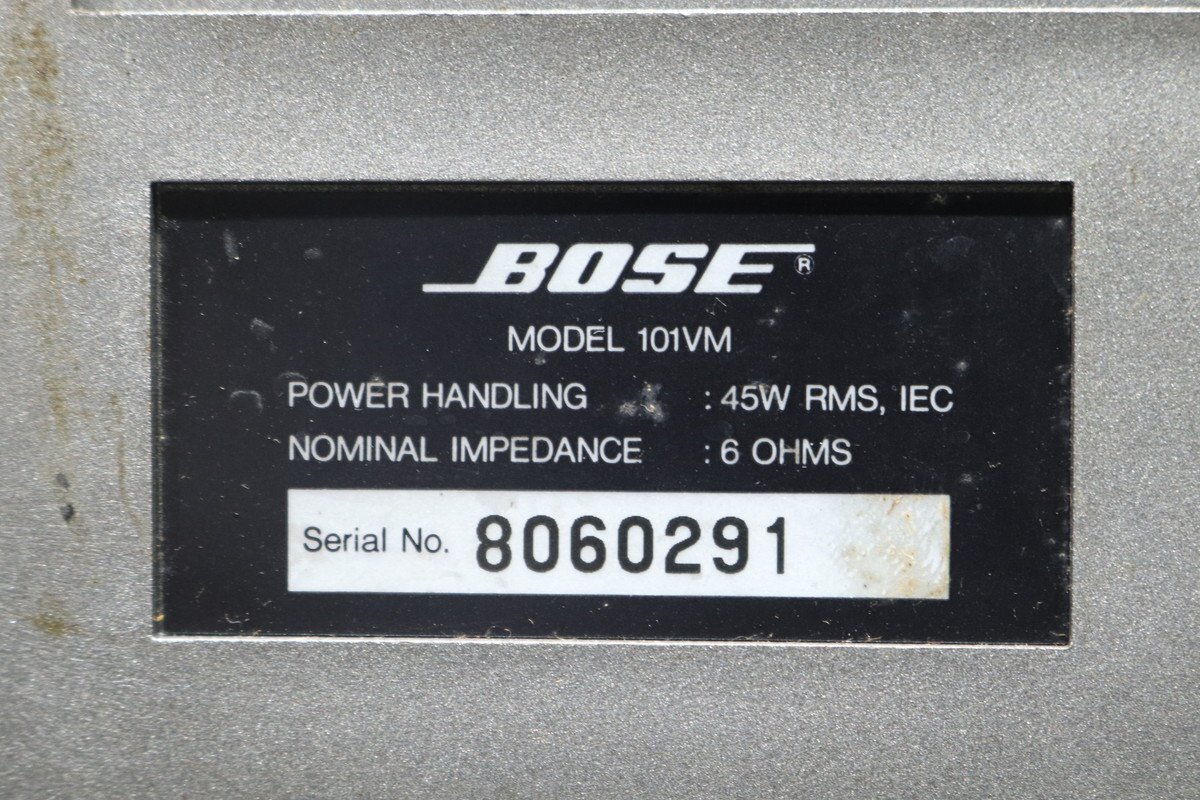 BOSE®
MODEL 101VM
POWER HANDLING : 45W RMS, IEC
NOMINAL IMPEDANCE : 6 OHMS
Serial No. 8060291